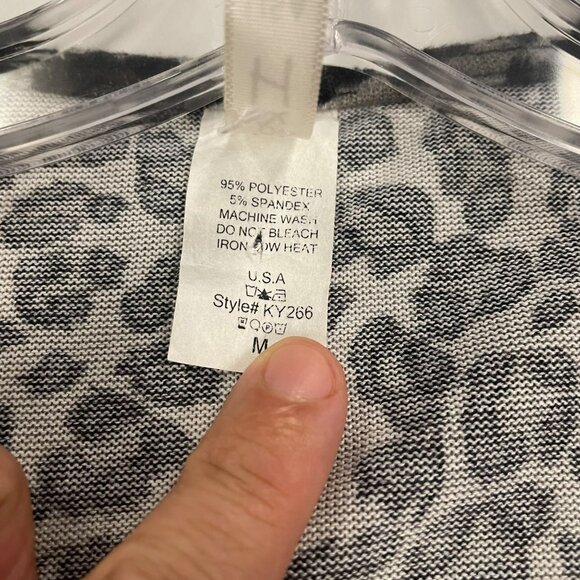 95% POLYESTER
5% SPANDEX
MACHINE WASH
DO NOT BLEACH
IRON LOW HEAT
U.S.A
Style# KY266
M